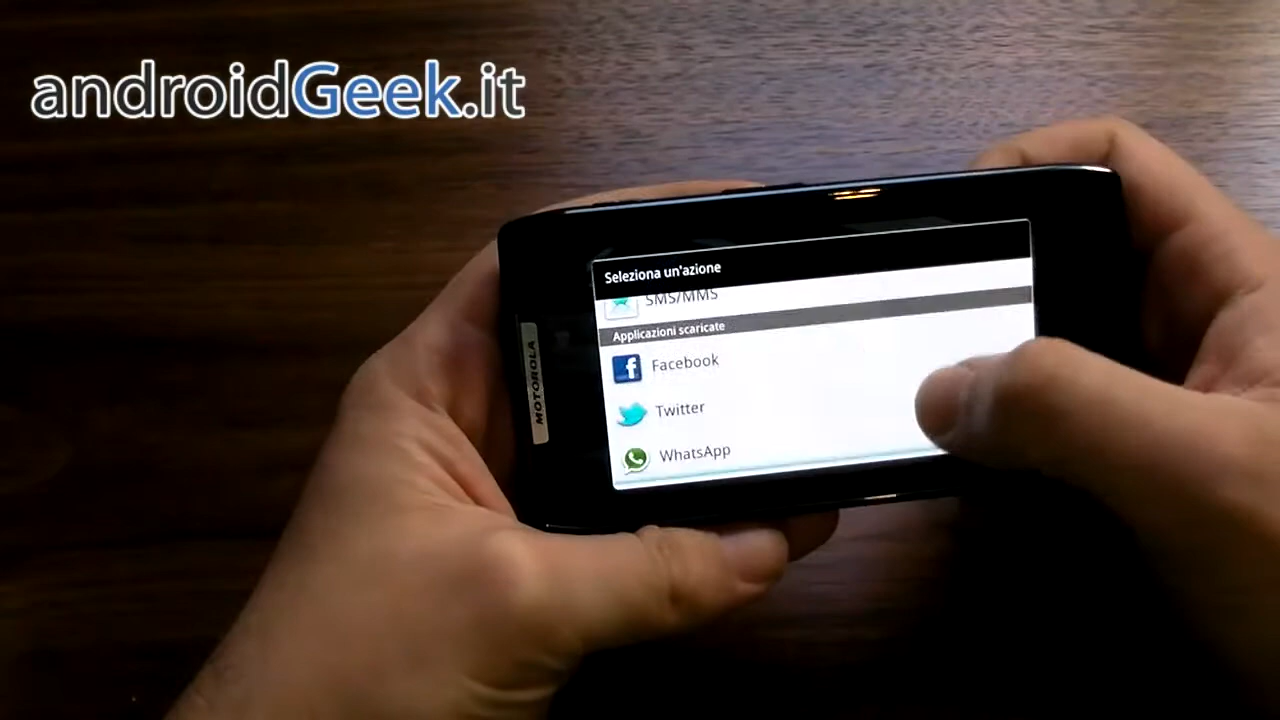 androidGeek.it
MOTOROLA
Seleziona un'azione
SMS/MMS
Applicazioni scaricate
Facebook
Twitter
WhatsApp